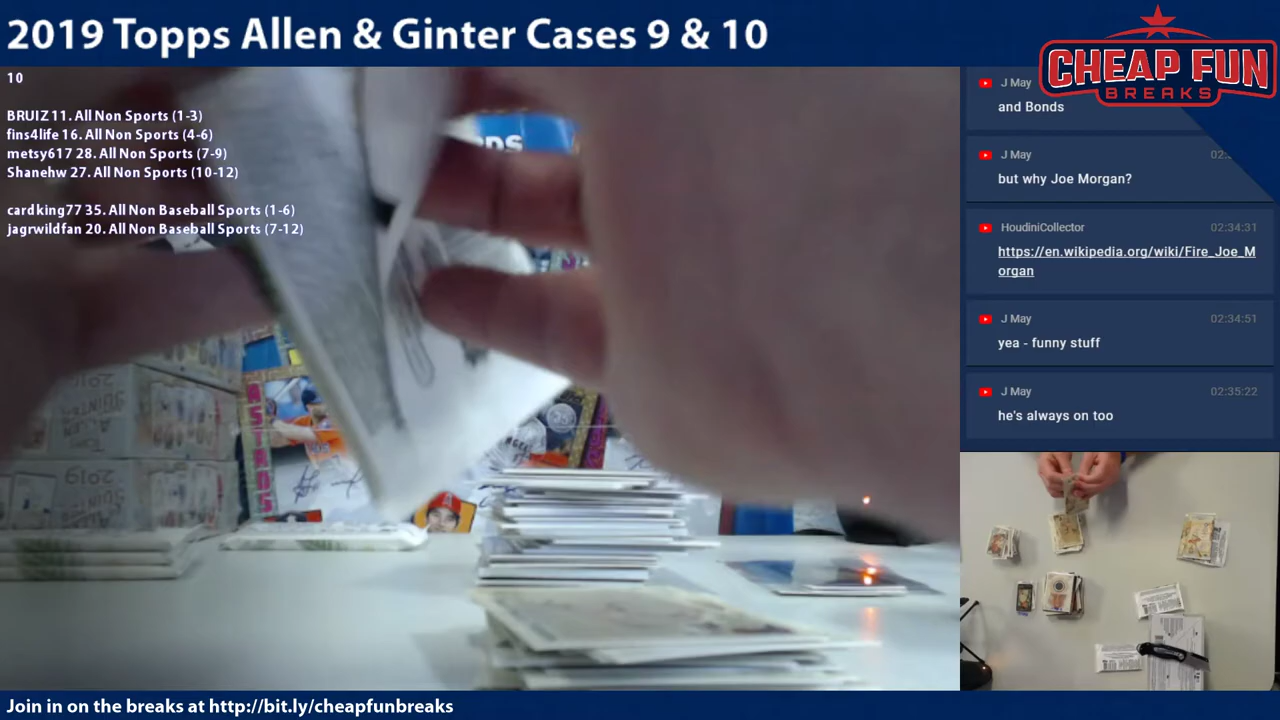 2019 Topps Allen & Ginter Cases 9 & 10
CHEAP FUN
BREAKS
10
BRUIZ 11. All Non Sports (1-3)
fins4life 16. All Non Sports (4-6)
metsy617 28. All Non Sports (7-9)
Shanehw 27. All Non Sports (10-12)
cardking77 35. All Non Baseball Sports (1-6)
jagrwildfan 20. All Non Baseball Sports (7-12)
J May
and Bonds
J May
but why Joe Morgan?
HoudiniCollector 02:34:31
https://en.wikipedia.org/wiki/Fire_Joe_M
organ
J May 02:34:51
yea - funny stuff
J May 02:35:22
he's always on too
ASTROS
2019
Join in on the breaks at http://bit.ly/cheapfunbreaks